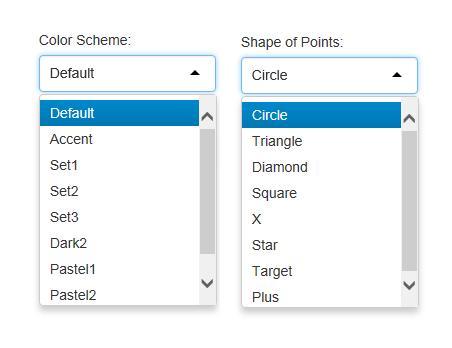 Color Scheme:
Default
Default
Accent
Set1
Set2
Set3
Dark2
Pastel1
Pastel2
Shape of Points:
Circle
Circle
Triangle
Diamond
Square
X
Star
Target
Plus